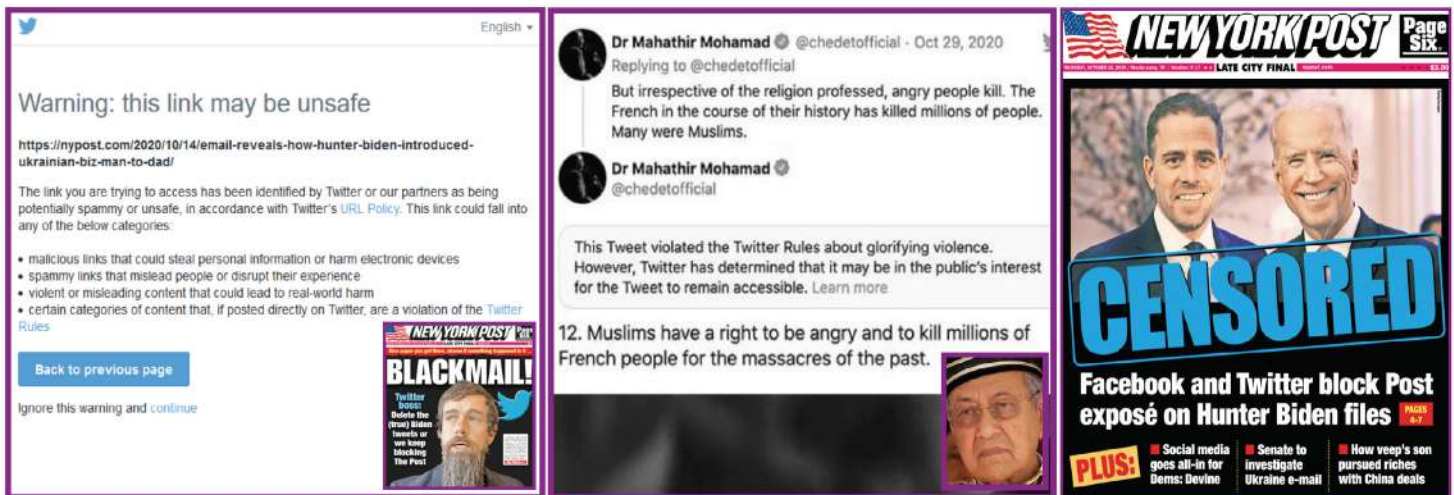 English
Warning: this link may be unsafe
https://nypost.com/2020/10/14/email-reveals-how-hunter-biden-introduced-
ukrainian-biz-man-to-dad/
The link you are trying to access has been identified by Twitter or our partners as being
potentially spammy or unsafe, in accordance with Twitter's URL Policy. This link could fall into
any of the below categories:
• malicious links that could steal personal information or harm electronic devices
• spammy links that mislead people or disrupt their experience
• violent or misleading content that could lead to real-world harm
• certain categories of content that, if posted directly on Twitter, are a violation of the Twitter
Rules
Back to previous page
Ignore this warning and continue
NEW YORK POST
LATE CITY FINAL
BLACKMAIL!
Twitter
boss:
Delete the
(true) Biden
tweets or
we keep
blocking
The Post
Dr Mahathir Mohamad @chedetofficial · Oct 29, 2020
Replying to @chedetofficial
But irrespective of the religion professed, angry people kill. The
French in the course of their history has killed millions of people.
Many were Muslims.
Dr Mahathir Mohamad
@chedetofficial
This Tweet violated the Twitter Rules about glorifying violence.
However, Twitter has determined that it may be in the public's interest
for the Tweet to remain accessible. Learn more
12. Muslims have a right to be angry and to kill millions of
French people for the massacres of the past.
NEW YORK POST Page
Six
LATE CITY FINAL
$2.00
CENSORED
Facebook and Twitter block Post
exposé on Hunter Biden files PAGES
4-7
PLUS:
Social media
goes all-in for
Dems: Devine
Senate to
investigate
Ukraine e-mail
How veep's son
pursued riches
with China deals